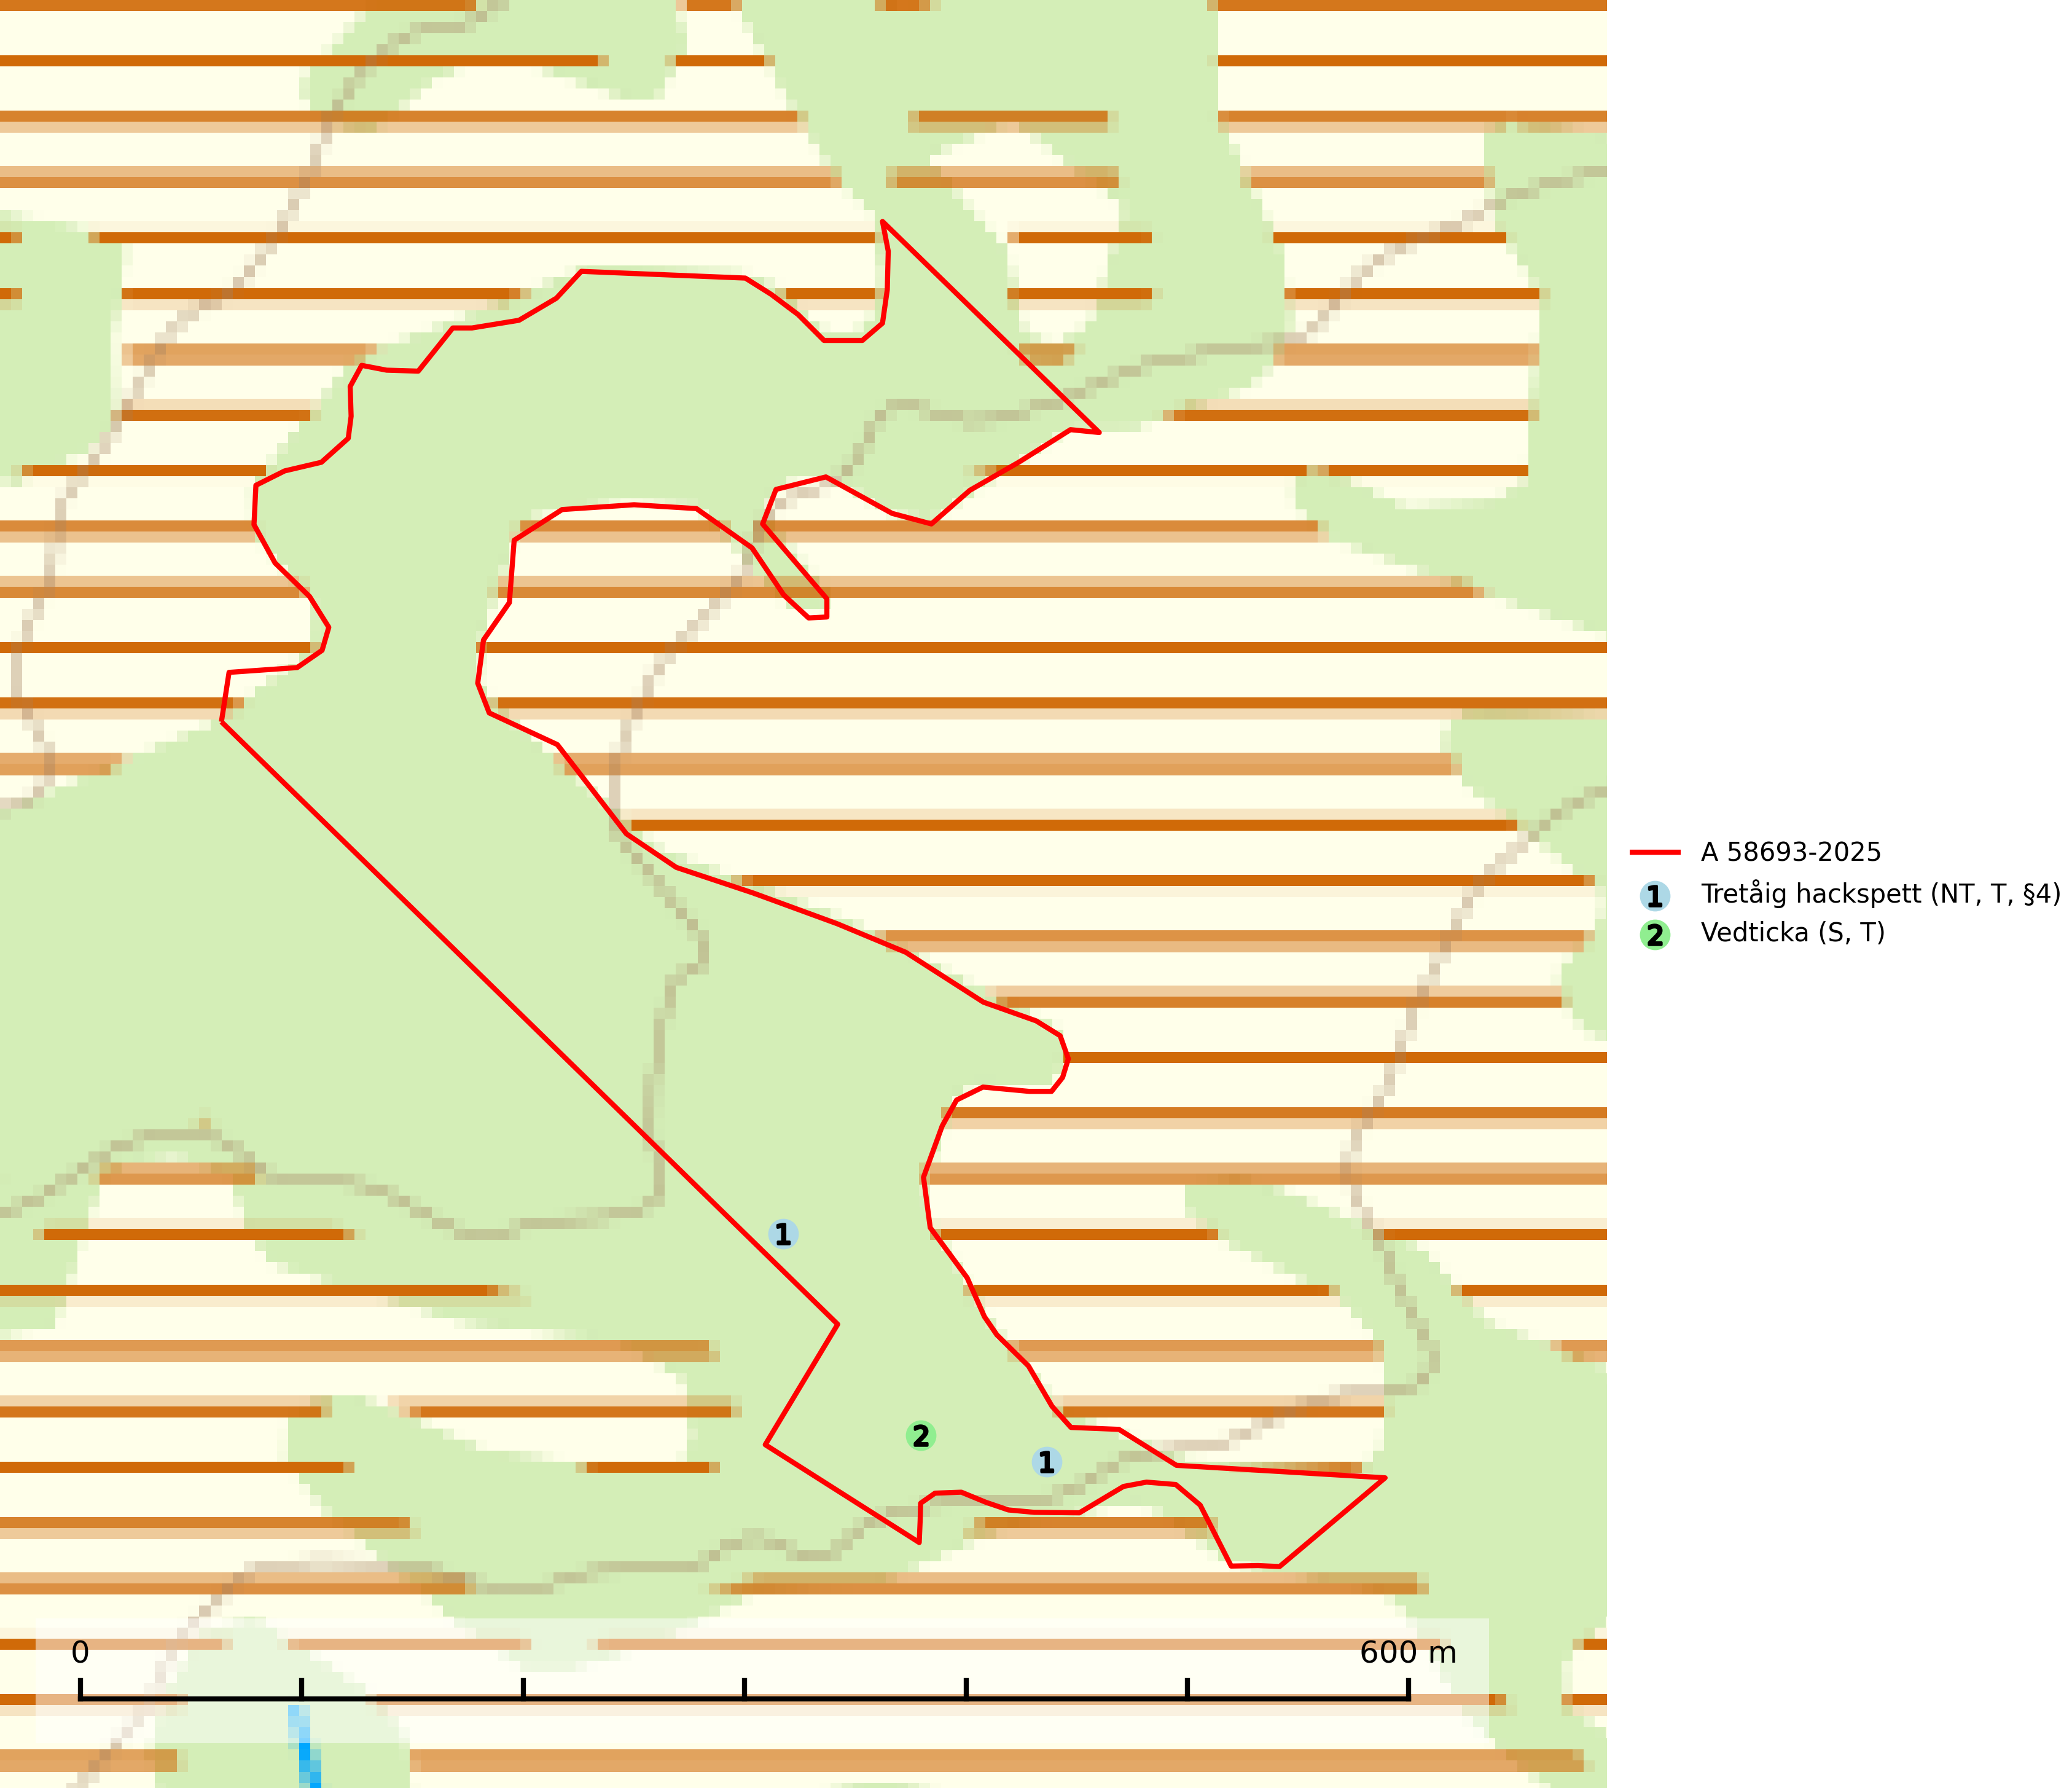 A 58693-2025
1 Tretåig hackspett (NT, T, §4)
2 Vedticka (S, T)
1
2
1
0 600 m